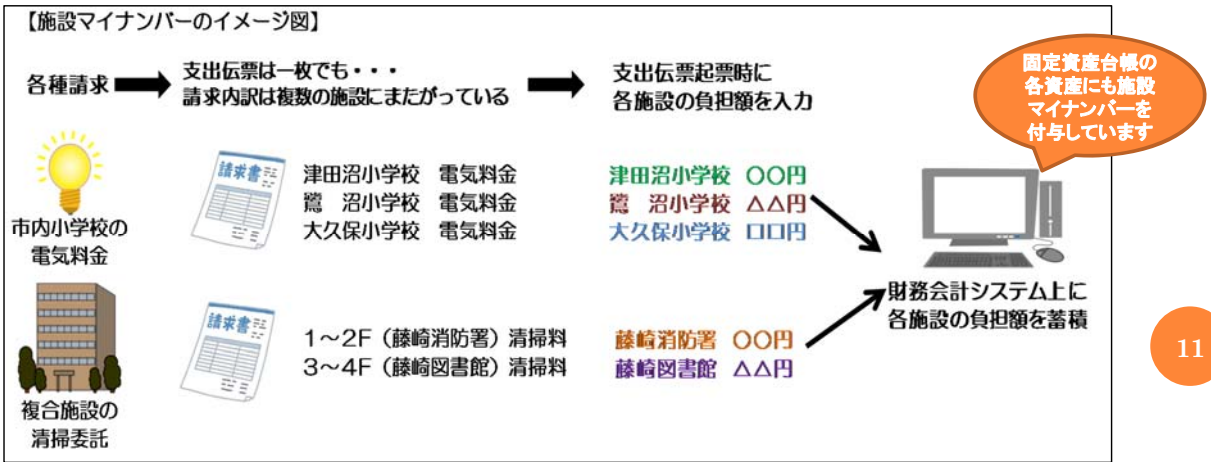 【施設マイナンバーのイメージ図】
各種請求
支出伝票は一枚でも・・・
請求内訳は複数の施設にまたがっている
支出伝票起票時に
各施設の負担額を入力
固定資産台帳の
各資産にも施設
マイナンバーを
付与しています
市内小学校の
電気料金
請求書
津田沼小学校　電気料金
鷺　沼小学校　電気料金
大久保小学校　電気料金
津田沼小学校　〇〇円
鷺　沼小学校　△△円
大久保小学校　□□円
財務会計システム上に
各施設の負担額を蓄積
複合施設の
清掃委託
請求書
1～2F（藤崎消防署）清掃料
3～4F（藤崎図書館）清掃料
藤崎消防署　〇〇円
藤崎図書館　△△円
11